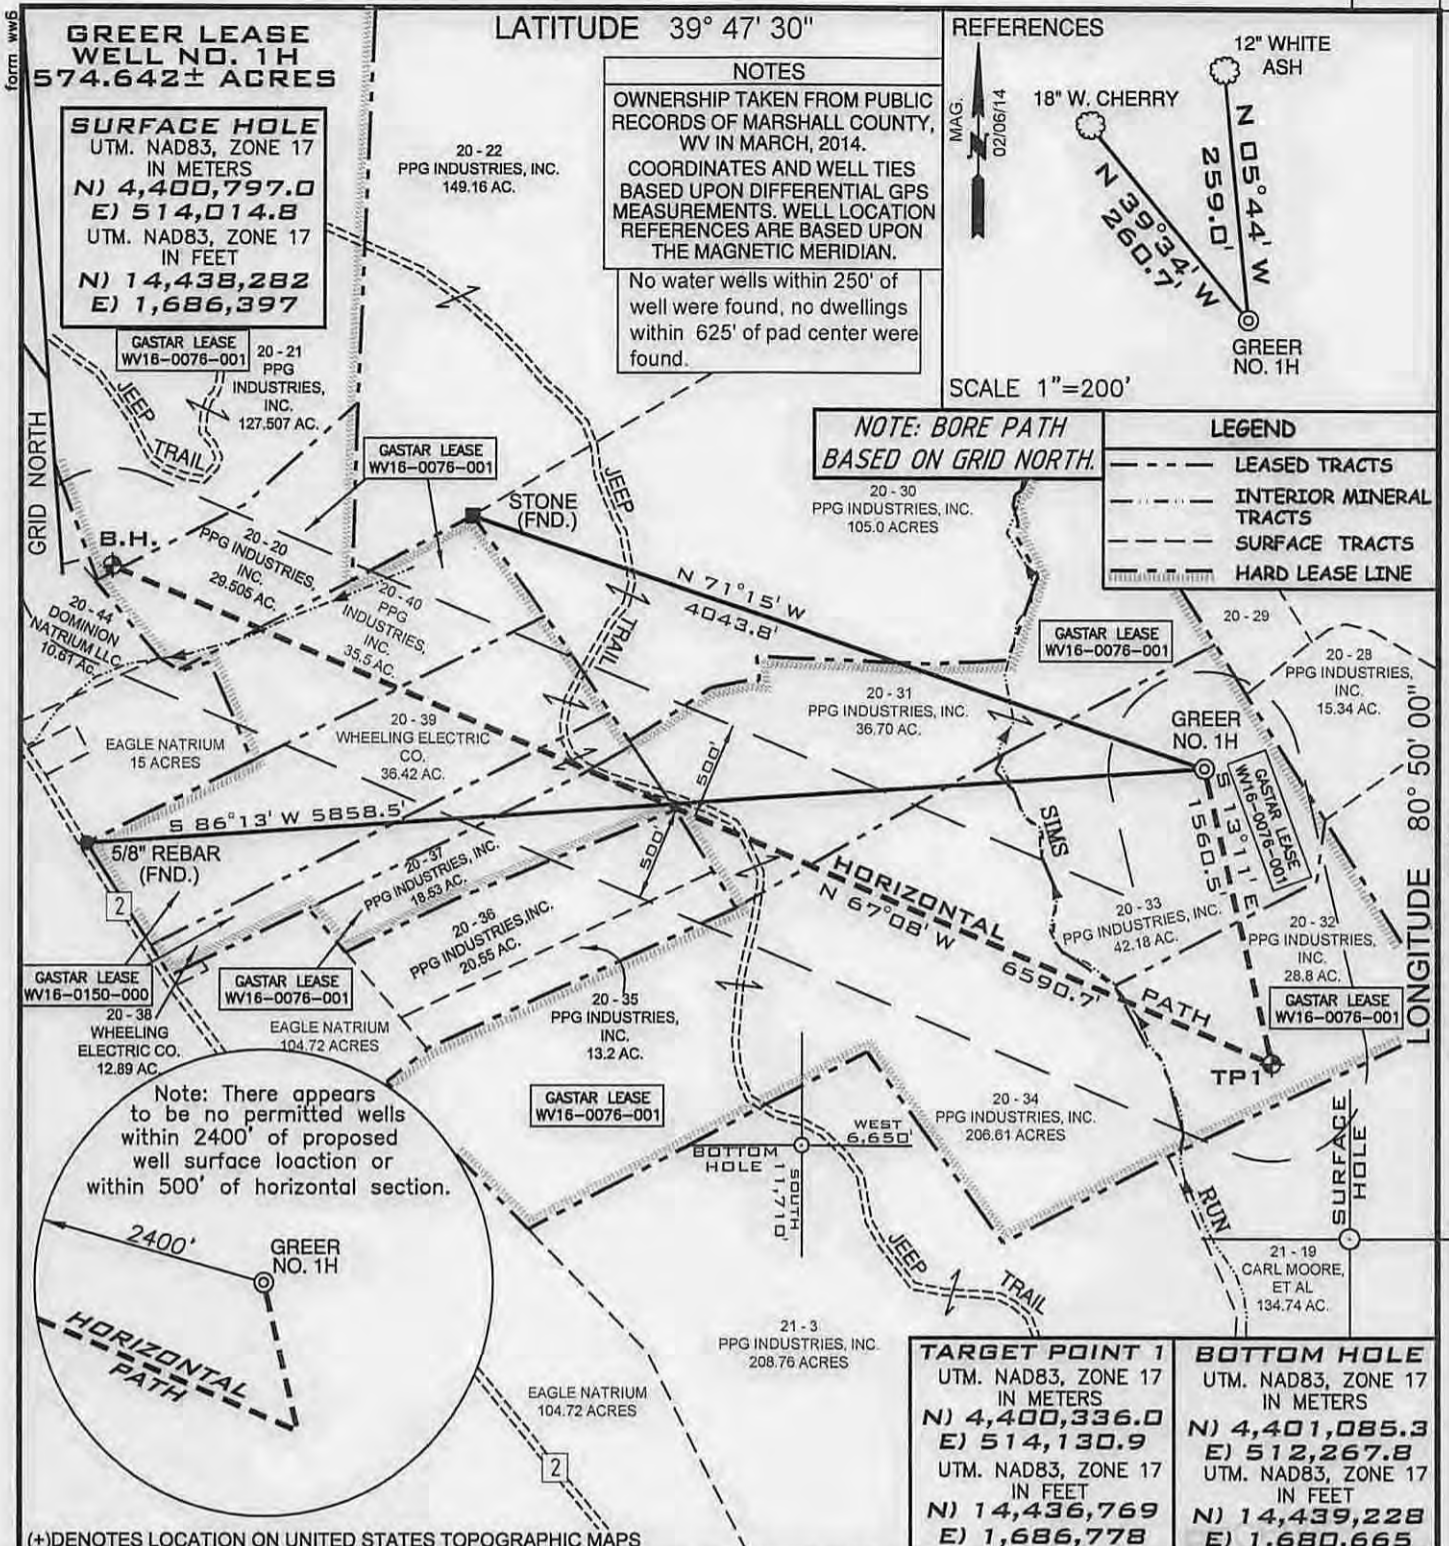 form ww6
GREER LEASE
WELL NO. 1H
574.642± ACRES
SURFACE HOLE
UTM. NAD83, ZONE 17
IN METERS
N) 4,400,797.0
E) 514,014.8
UTM. NAD83, ZONE 17
IN FEET
N) 14,438,282
E) 1,686,397
LATITUDE 39° 47' 30"
NOTES
OWNERSHIP TAKEN FROM PUBLIC
RECORDS OF MARSHALL COUNTY,
WV IN MARCH, 2014.
COORDINATES AND WELL TIES
BASED UPON DIFFERENTIAL GPS
MEASUREMENTS. WELL LOCATION
REFERENCES ARE BASED UPON
THE MAGNETIC MERIDIAN.
No water wells within 250' of
well were found, no dwellings
within 625' of pad center were
found.
REFERENCES
MAG.
02/06/14
12" WHITE
ASH
18" W. CHERRY
N 05°44' W
259.0'
N 39°34' W
260.7'
GREER
NO. 1H
SCALE 1"=200'
NOTE: BORE PATH
BASED ON GRID NORTH.
LEGEND
LEASED TRACTS
INTERIOR MINERAL
TRACTS
SURFACE TRACTS
HARD LEASE LINE
20 - 22
PPG INDUSTRIES, INC.
149.16 AC.
GASTAR LEASE
WV16-0076-001
20 - 21
PPG
INDUSTRIES,
INC.
127.507 AC.
JEEP
TRAIL
GRID NORTH
GASTAR LEASE
WV16-0076-001
STONE
(FND.)
JEEP
TRAIL
B.H.
20 - 20
PPG INDUSTRIES,
INC.
29.505 AC.
20 - 40
PPG
INDUSTRIES,
INC.
35.5 AC.
20 - 44
DOMINION
NATRIUM LLC
10.61 AC.
20 - 30
PPG INDUSTRIES, INC.
105.0 ACRES
N 71°15' W
4043.8'
GASTAR LEASE
WV16-0076-001
20 - 29
20 - 28
PPG INDUSTRIES,
INC.
15.34 AC.
20 - 31
PPG INDUSTRIES, INC.
36.70 AC.
GREER
NO. 1H
GASTAR LEASE
WV16-0076-001
S 13°11' E
1560.5'
LONGITUDE 80° 50' 00"
EAGLE NATRIUM
15 ACRES
20 - 39
WHEELING ELECTRIC
CO.
36.42 AC.
500'
500'
S 86°13' W 5858.5'
5/8" REBAR
(FND.)
SIMS
20 - 37
PPG INDUSTRIES, INC.
18.53 AC.
20 - 36
PPG INDUSTRIES,INC.
20.55 AC.
HORIZONTAL
N 67°08' W
6590.7'
PATH
20 - 33
PPG INDUSTRIES, INC.
42.18 AC.
20 - 32
PPG INDUSTRIES,
INC.
28.8 AC.
2
GASTAR LEASE
WV16-0150-000
GASTAR LEASE
WV16-0076-001
GASTAR LEASE
WV16-0076-001
20 - 38
WHEELING
ELECTRIC CO.
12.89 AC.
EAGLE NATRIUM
104.72 ACRES
20 - 35
PPG INDUSTRIES,
INC.
13.2 AC.
TP1
GASTAR LEASE
WV16-0076-001
20 - 34
PPG INDUSTRIES, INC.
206.61 ACRES
WEST
6,650'
BOTTOM
HOLE
SOUTH
11,710'
SURFACE
HOLE
RUN
Note: There appears
to be no permitted wells
within 2400' of proposed
well surface loaction or
within 500' of horizontal section.
2400'
GREER
NO. 1H
HORIZONTAL
PATH
JEEP
TRAIL
21 - 19
CARL MOORE,
ET AL
134.74 AC.
21 - 3
PPG INDUSTRIES, INC.
208.76 ACRES
EAGLE NATRIUM
104.72 ACRES
2
TARGET POINT 1
UTM. NAD83, ZONE 17
IN METERS
N) 4,400,336.0
E) 514,130.9
UTM. NAD83, ZONE 17
IN FEET
N) 14,436,769
E) 1,686,778
BOTTOM HOLE
UTM. NAD83, ZONE 17
IN METERS
N) 4,401,085.3
E) 512,267.8
UTM. NAD83, ZONE 17
IN FEET
N) 14,439,228
E) 1,680,665
(+)DENOTES LOCATION ON UNITED STATES TOPOGRAPHIC MAPS